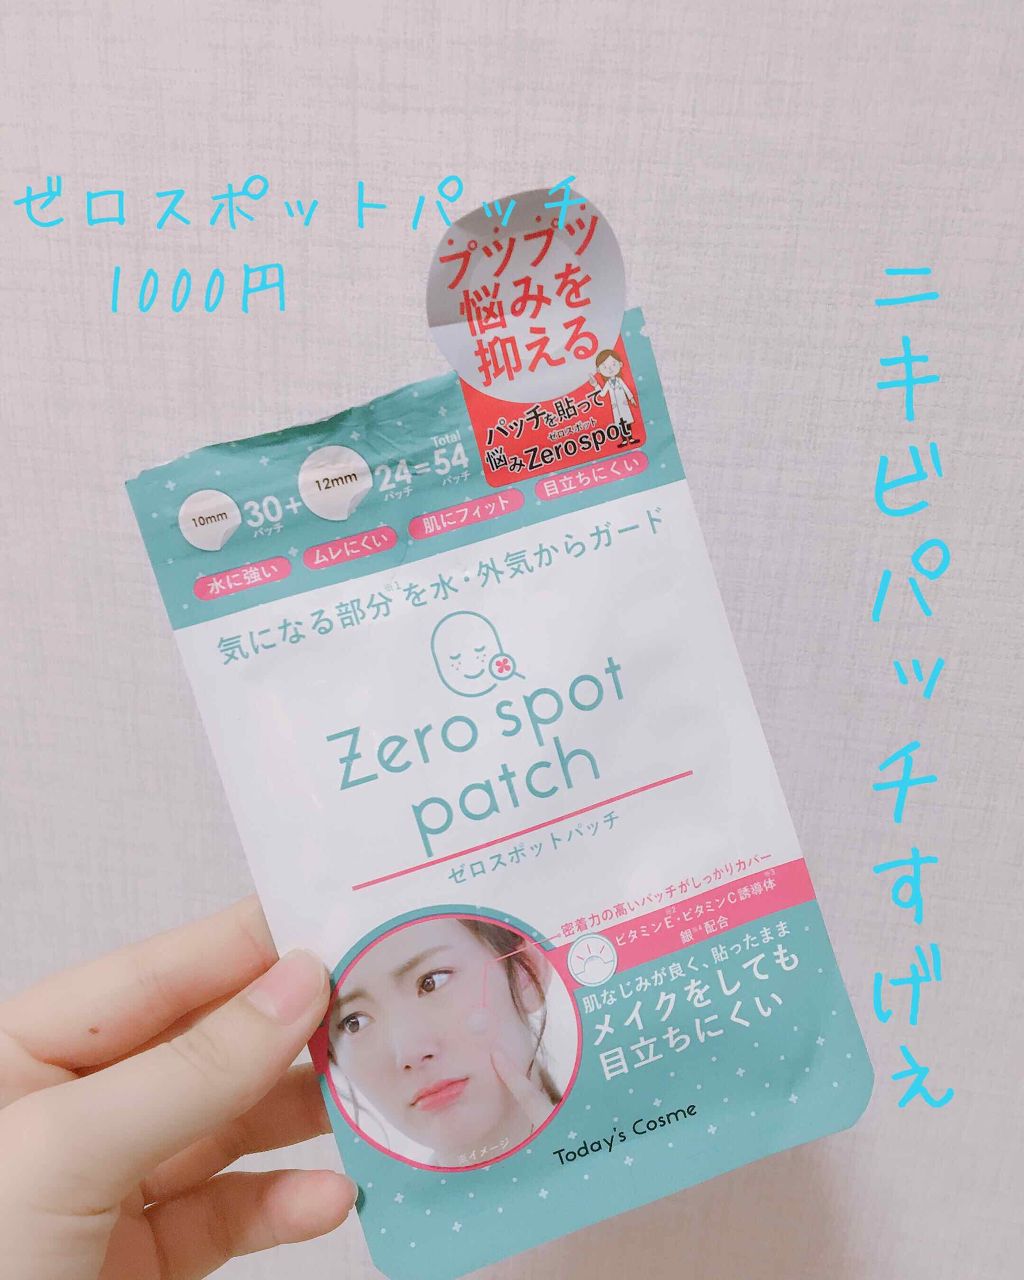 ゼロスポットパッチ
1000円
ニキビパッチすげぇ
プツプツ
悩みを
抑える
パッチを貼って
ゼロスポット
悩みZerospot
10mm
30
パッチ
+
12mm
24
パッチ
=
Total
54
パッチ
水に強い
ムレにくい
肌にフィット
目立ちにくい
気になる部分※1を水・外気からガード
Zero spot
patch
ゼロスポットパッチ
密着力の高いパッチがしっかりカバー
ビタミンE※2・ビタミンC誘導体※3
銀※4配合
肌なじみが良く、貼ったまま
メイクをしても
目立ちにくい
※イメージ
Today's Cosme